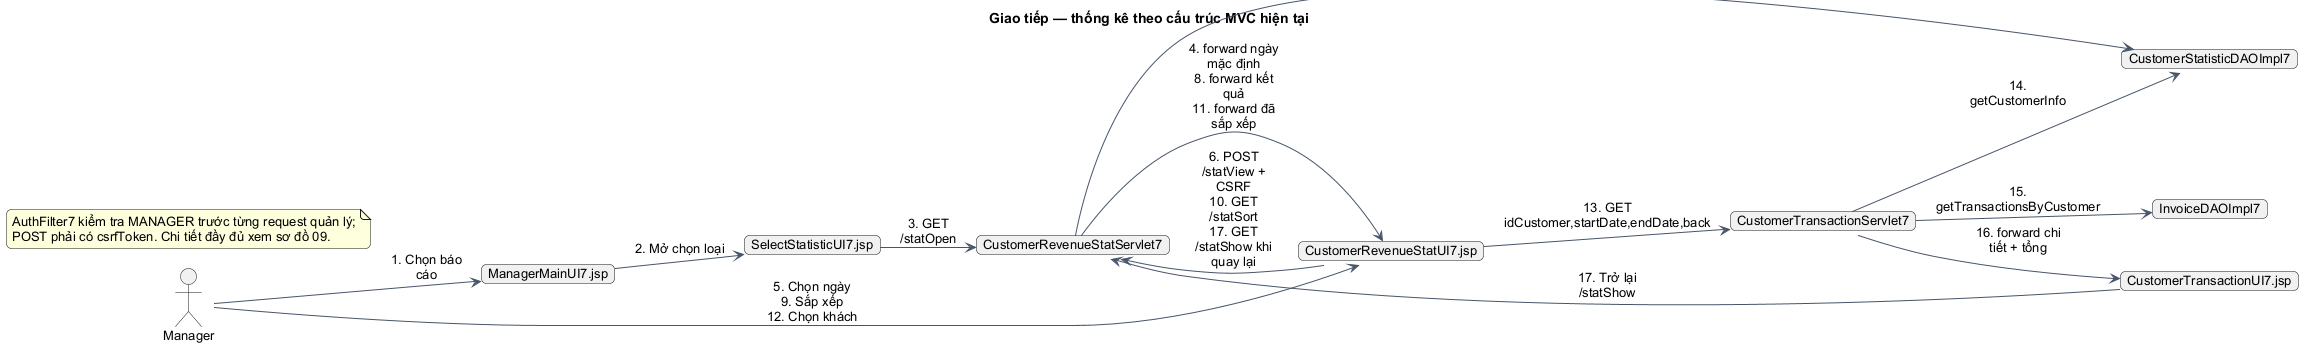 Giao tiếp — thống kê theo cấu trúc MVC hiện tại
4. forward ngày
mặc định
8. forward kết
quả
11. forward đã
sắp xếp
CustomerStatisticDAOImpl7
14.
getCustomerInfo
6. POST
/statView +
CSRF
10. GET
/statSort
17. GET
/statShow khi
quay lại
15.
getTransactionsByCustomer
InvoiceDAOImpl7
13. GET
idCustomer,startDate,endDate,back
CustomerTransactionServlet7
AuthFilter7 kiểm tra MANAGER trước từng request quản lý;
POST phải có csrfToken. Chi tiết đầy đủ xem sơ đồ 09.
3. GET
/statOpen
2. Mở chọn loại
SelectStatisticUI7.jsp
CustomerRevenueStatServlet7
CustomerRevenueStatUI7.jsp
16. forward chi
tiết + tổng
1. Chọn báo
cáo
ManagerMainUI7.jsp
CustomerTransactionUI7.jsp
17. Trở lại
/statShow
5. Chọn ngày
9. Sắp xếp
12. Chọn khách
Manager